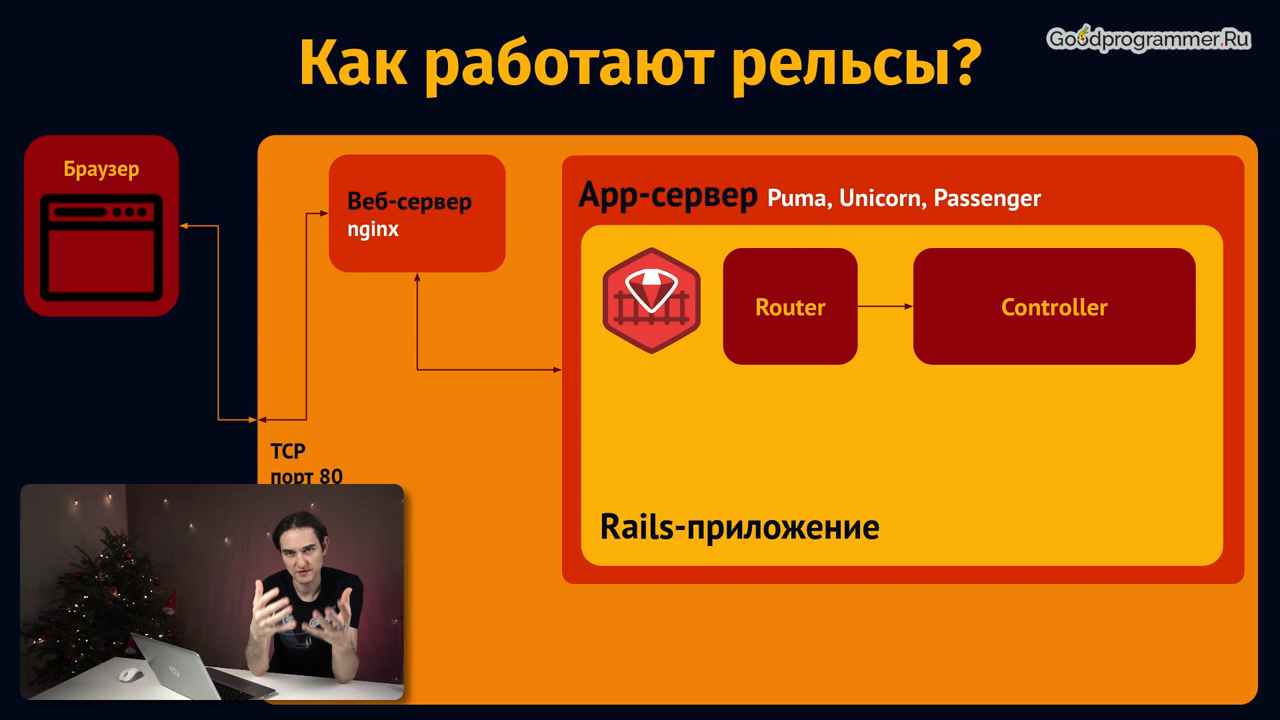 Как работают рельсы?
Goodprogrammer.Ru
Браузер
Веб-сервер
nginx
App-сервер Puma, Unicorn, Passenger
Router
Controller
TCP
порт 80
Rails-приложение